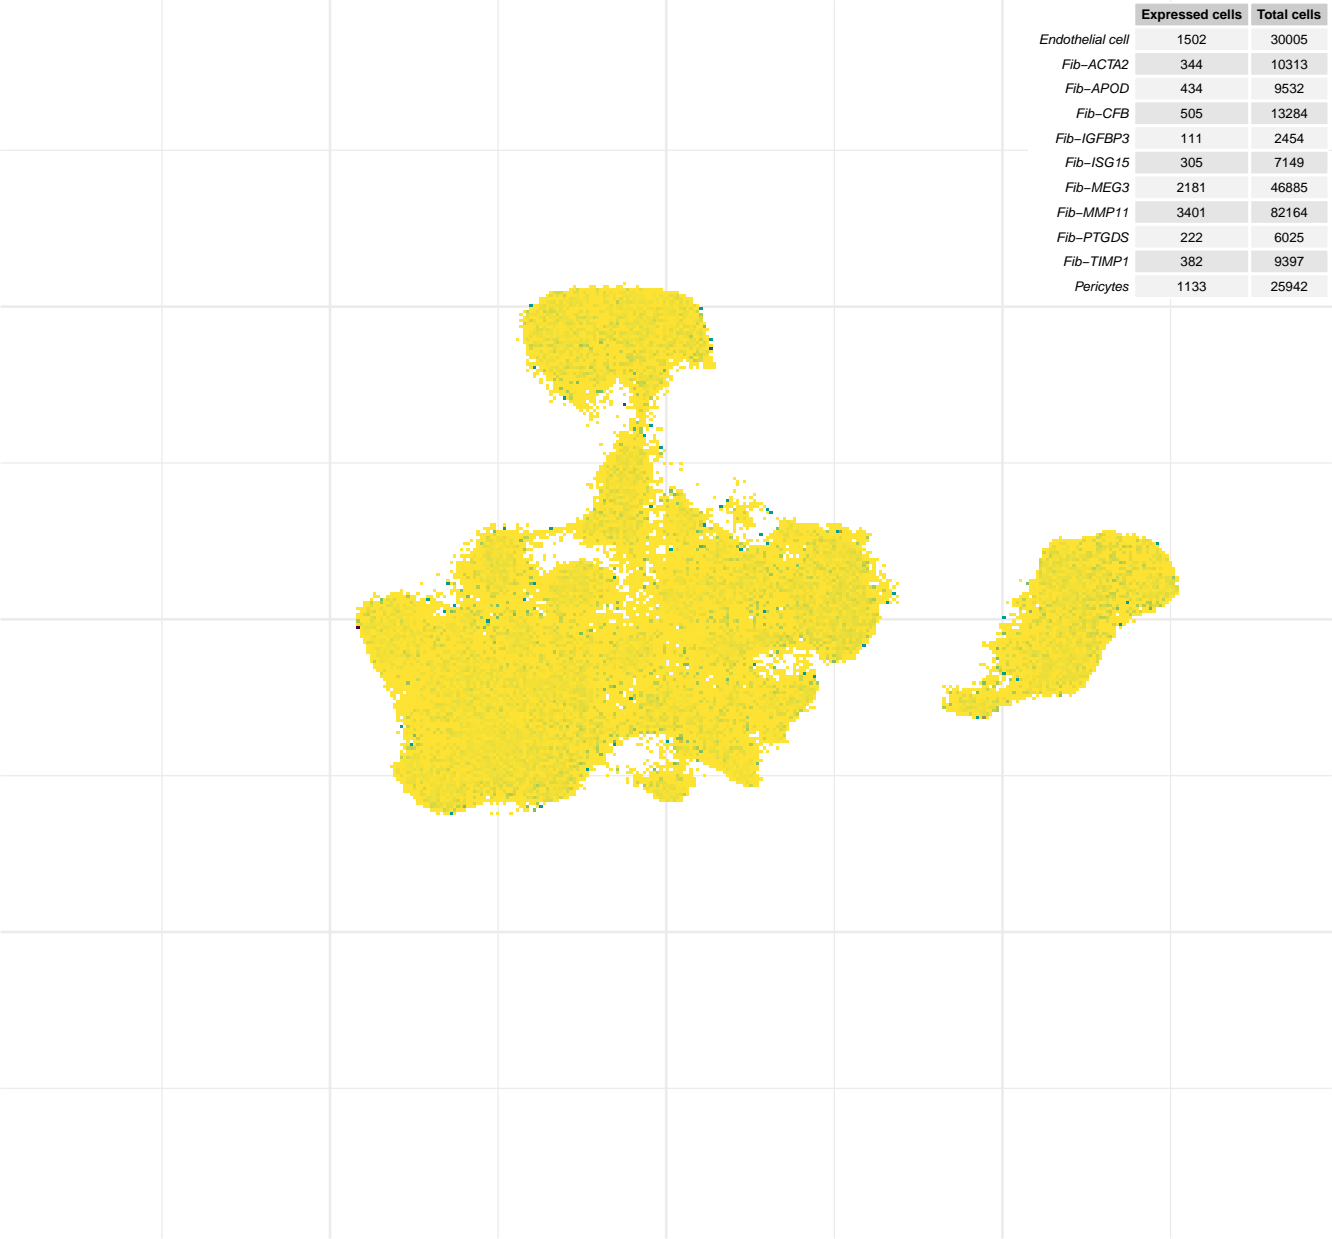 Expressed cells Total cells
Endothelial cell 1502 30005
Fib−ACTA2 344 10313
Fib−APOD 434 9532
Fib−CFB 505 13284
Fib−IGFBP3 111 2454
Fib−ISG15 305 7149
Fib−MEG3 2181 46885
Fib−MMP11 3401 82164
Fib−PTGDS 222 6025
Fib−TIMP1 382 9397
Pericytes 1133 25942